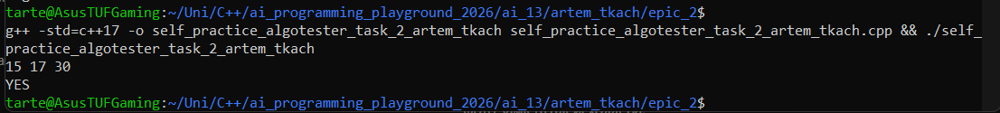 tarte@AsusTUFGaming:~/Uni/C++/ai_programming_playground_2026/ai_13/artem_tkach/epic_2$
g++ -std=c++17 -o self_practice_algotester_task_2_artem_tkach self_practice_algotester_task_2_artem_tkach.cpp && ./self_
practice_algotester_task_2_artem_tkach
15 17 30
YES
tarte@AsusTUFGaming:~/Uni/C++/ai_programming_playground_2026/ai_13/artem_tkach/epic_2$